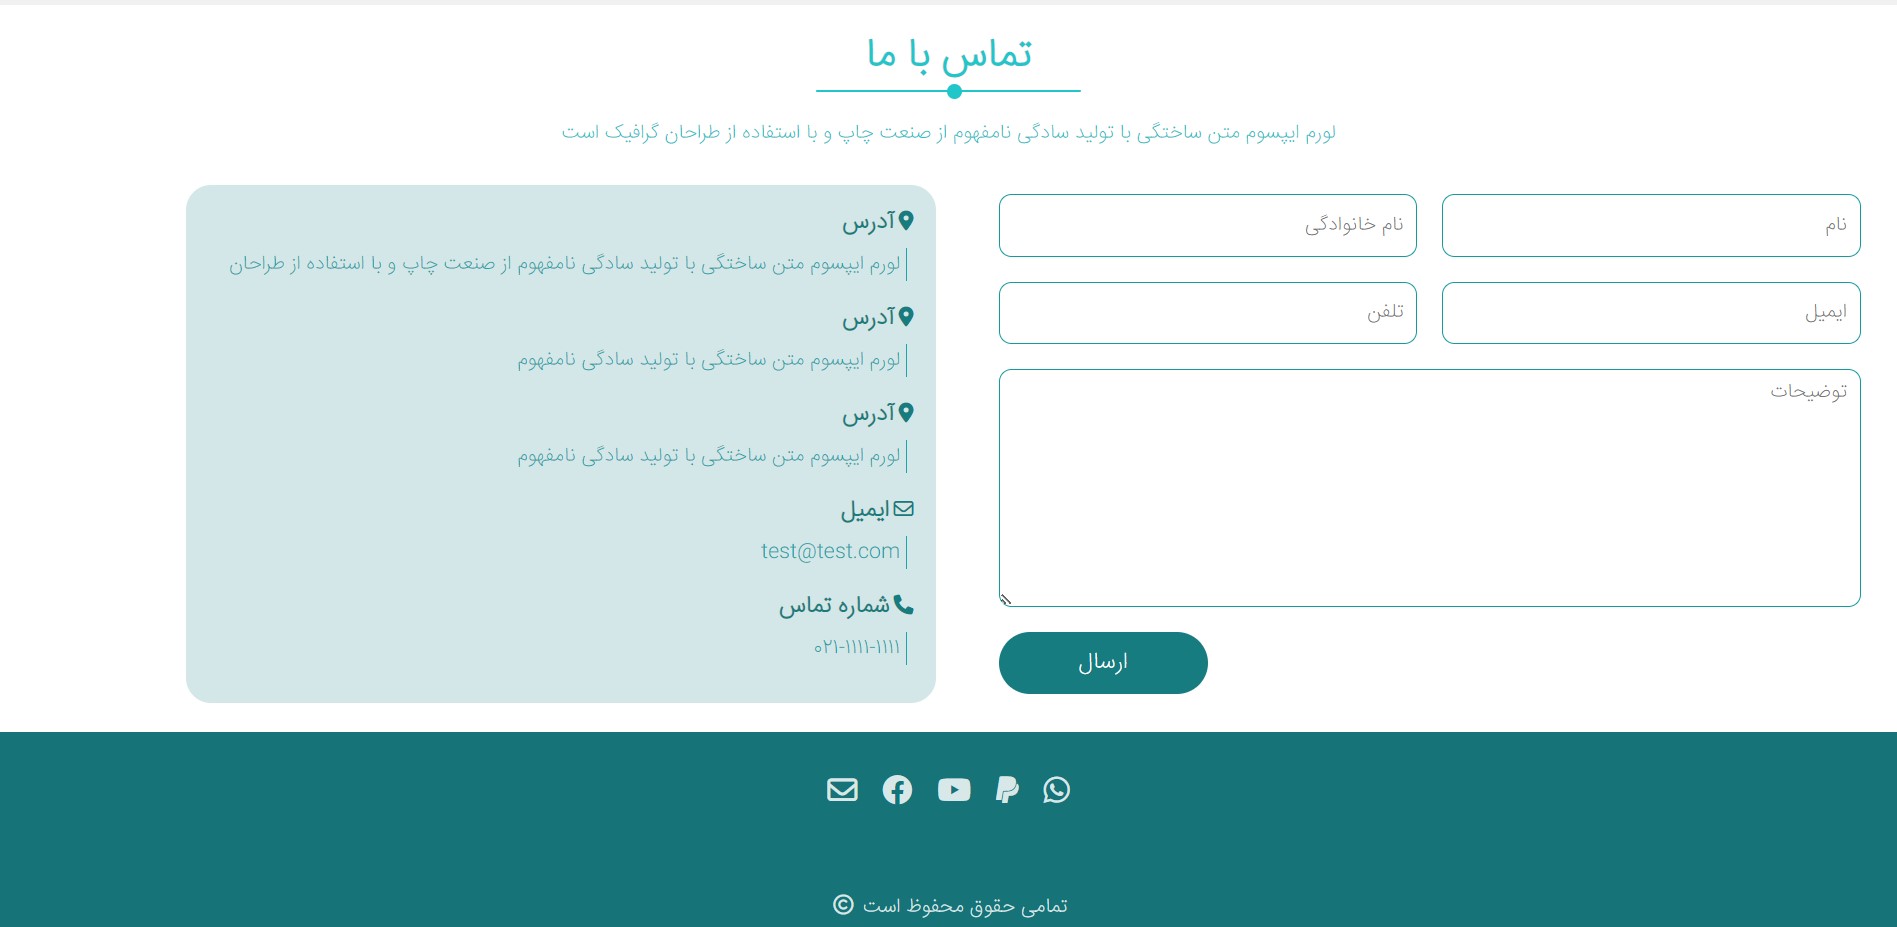 تماس با ما
لورم ایپسوم متن ساختگی با تولید سادگی نامفهوم از صنعت چاپ و با استفاده از طراحان گرافیک است
نام
نام خانوادگی
ایمیل
تلفن
توضیحات
ارسال
آدرس
لورم ایپسوم متن ساختگی با تولید سادگی نامفهوم از صنعت چاپ و با استفاده از طراحان
آدرس
لورم ایپسوم متن ساختگی با تولید سادگی نامفهوم
آدرس
لورم ایپسوم متن ساختگی با تولید سادگی نامفهوم
ایمیل
test@test.com
شماره تماس
۰۲۱-۱۱۱۱-۱۱۱۱
تمامی حقوق محفوظ است ©